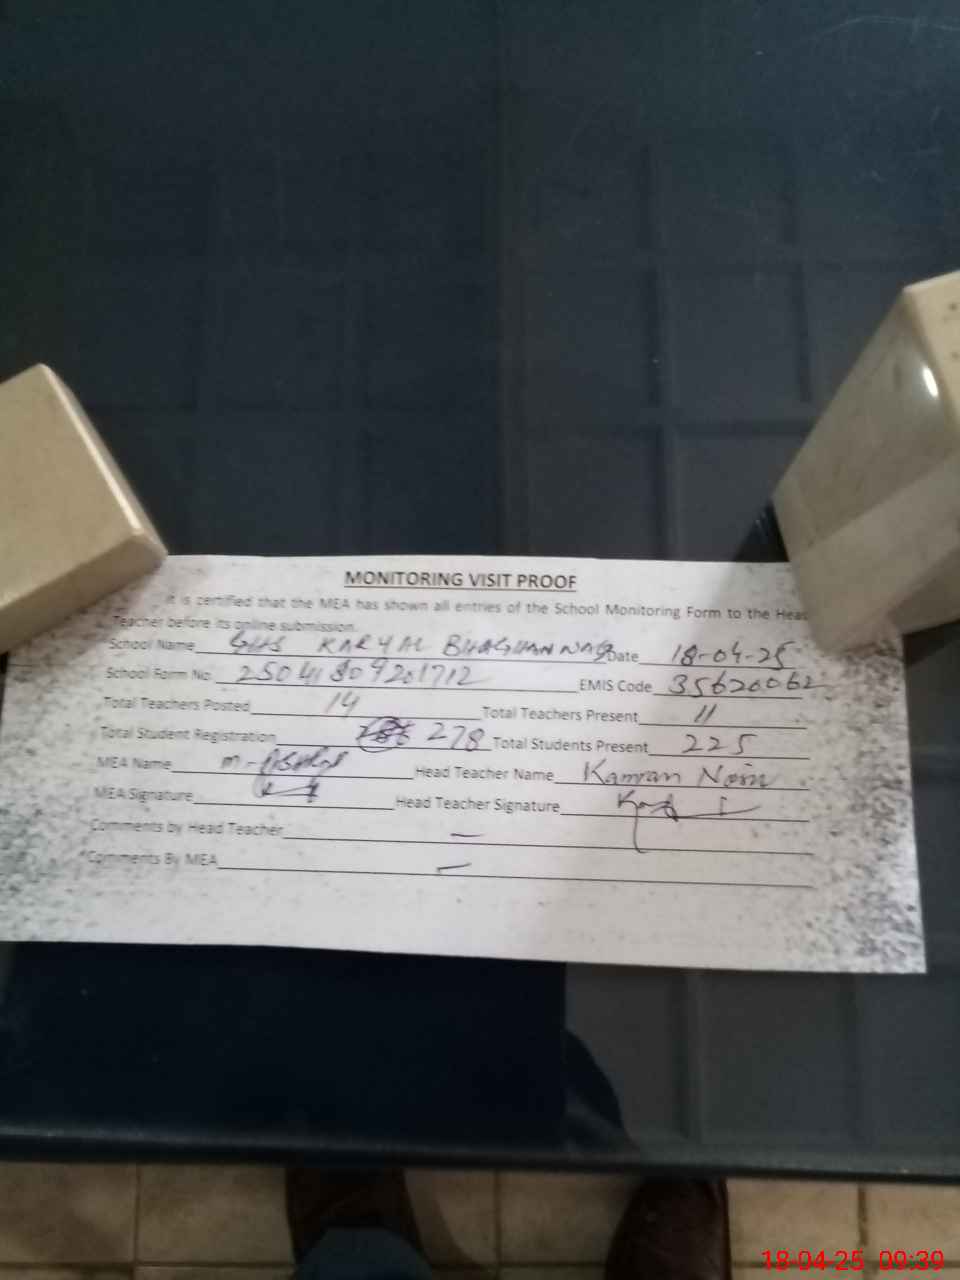 MONITORING VISIT PROOF
It is certified that the MEA has shown all entries of the School Monitoring Form to the Head
Teacher before its online submission.
School Name GHS KARYAL Date 18-04-25
School Form No. EMIS Code 35620062
Total Teachers Posted 14 Total Teachers Present 11
Total Student Registration 278 Total Students Present 225
MEA Name Head Teacher Name Kamran
MEA Signature Head Teacher Signature
Comments by Head Teacher —
Comments By MEA —
18-04-25 09:39